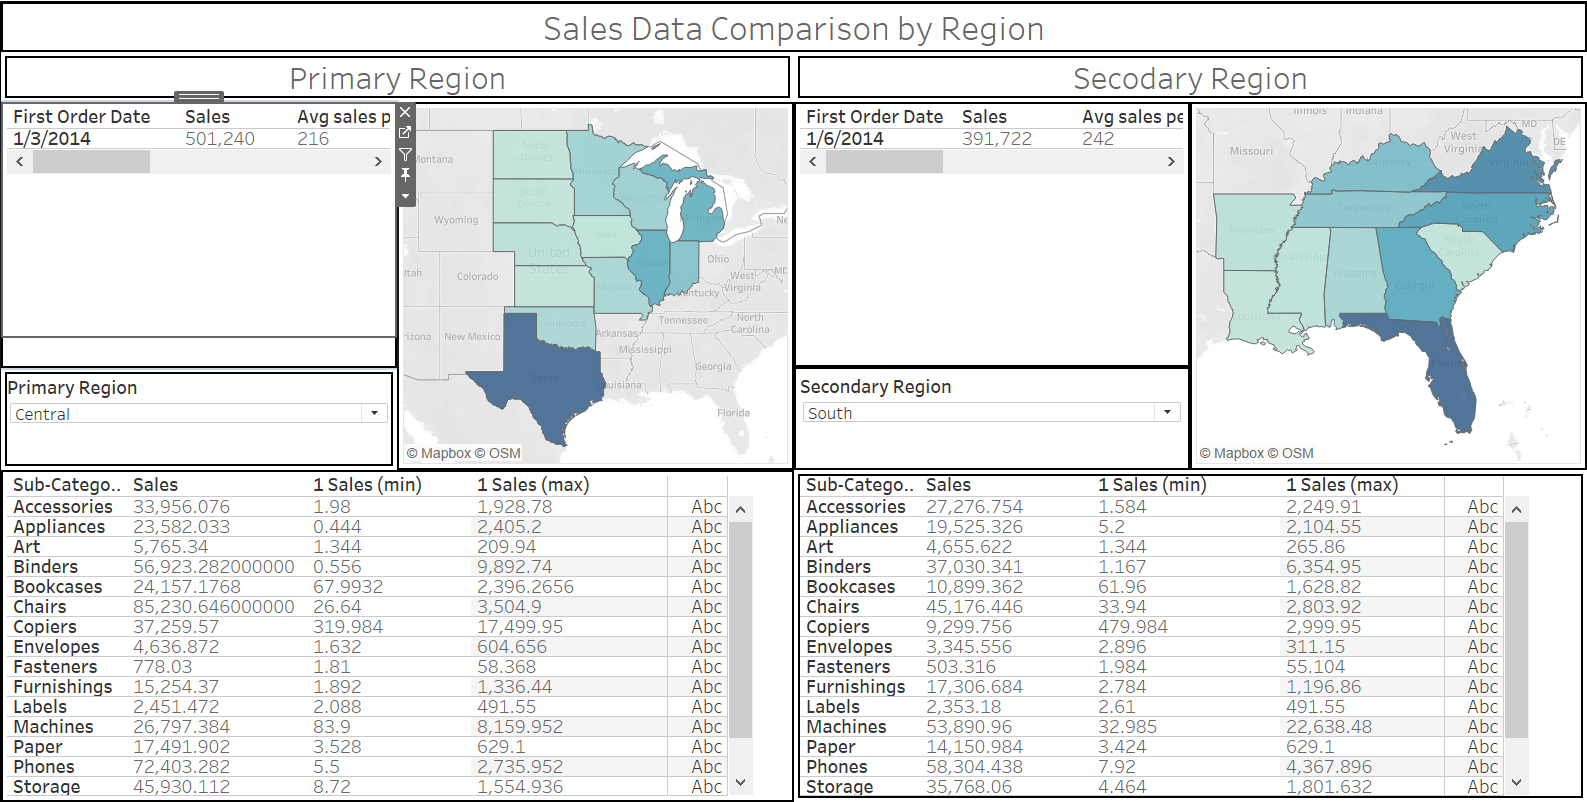 Sales Data Comparison by Region
Primary Region
Secodary Region
First Order Date Sales Avg sales p
1/3/2014 501,240 216
First Order Date Sales Avg sales pe
1/6/2014 391,722 242
Montana
North Dakota
Minnesota
South Dakota
Wisconsin
Michigan
Wyoming
Iowa
Ne
United States
Ohio
Utah
Colorado
Illinois
West Virginia
MD
Missouri
Kentucky
Oklahoma
Tennessee
North Carolina
rizona
New Mexico
Arkansas
Mississippi
Georgia
Texas
Louisiana
Florida
© Mapbox © OSM
Illinois
Indiana
MD
DE
Missouri
West Virginia
Kentucky
Virginia
Tennessee
North Carolina
Arkansas
South Carolina
Mississippi
Alabama
Georgia
Louisiana
Florida
© Mapbox © OSM
Primary Region
Central
Secondary Region
South
Sub-Catego.. Sales 1 Sales (min) 1 Sales (max)
Accessories 33,956.076 1.98 1,928.78 Abc
Appliances 23,582.033 0.444 2,405.2 Abc
Art 5,765.34 1.344 209.94 Abc
Binders 56,923.282000000 0.556 9,892.74 Abc
Bookcases 24,157.1768 67.9932 2,396.2656 Abc
Chairs 85,230.646000000 26.64 3,504.9 Abc
Copiers 37,259.57 319.984 17,499.95 Abc
Envelopes 4,636.872 1.632 604.656 Abc
Fasteners 778.03 1.81 58.368 Abc
Furnishings 15,254.37 1.892 1,336.44 Abc
Labels 2,451.472 2.088 491.55 Abc
Machines 26,797.384 83.9 8,159.952 Abc
Paper 17,491.902 3.528 629.1 Abc
Phones 72,403.282 5.5 2,735.952 Abc
Storage 45,930.112 8.72 1,554.936 Abc
Sub-Catego.. Sales 1 Sales (min) 1 Sales (max)
Accessories 27,276.754 1.584 2,249.91 Abc
Appliances 19,525.326 5.2 2,104.55 Abc
Art 4,655.622 1.344 265.86 Abc
Binders 37,030.341 1.167 6,354.95 Abc
Bookcases 10,899.362 61.96 1,628.82 Abc
Chairs 45,176.446 33.94 2,803.92 Abc
Copiers 9,299.756 479.984 2,999.95 Abc
Envelopes 3,345.556 2.896 311.15 Abc
Fasteners 503.316 1.984 55.104 Abc
Furnishings 17,306.684 2.784 1,196.86 Abc
Labels 2,353.18 2.61 491.55 Abc
Machines 53,890.96 32.985 22,638.48 Abc
Paper 14,150.984 3.424 629.1 Abc
Phones 58,304.438 7.92 4,367.896 Abc
Storage 35,768.06 4.464 1,801.632 Abc